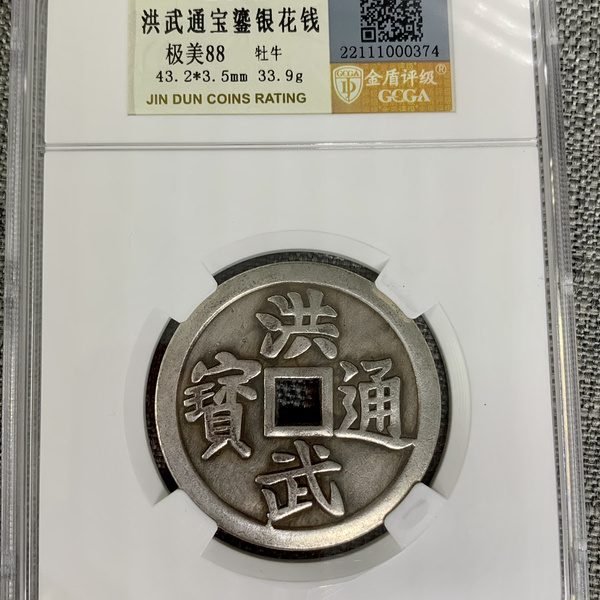 洪武通宝鎏银花钱
极美88 牡牛
43.2*3.5mm 33.9g
JIN DUN COINS RATING
22111000374
金盾评级®
GCGA
洪
武
通
寶